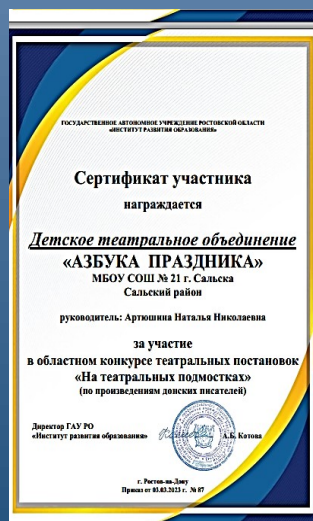 ГОСУДАРСТВЕННОЕ АВТОНОМНОЕ УЧРЕЖДЕНИЕ РОСТОВСКОЙ ОБЛАСТИ
«ИНСТИТУТ РАЗВИТИЯ ОБРАЗОВАНИЯ»
Сертификат участника
награждается
Детское театральное объединение
«АЗБУКА ПРАЗДНИКА»
МБОУ СОШ № 21 г. Сальска
Сальский район
руководитель: Артюшина Наталья Николаевна
за участие
в областном конкурсе театральных постановок
«На театральных подмостках»
(по произведениям донских писателей)
Директор ГАУ РО
«Институт развития образования» А.Б. Котова
г. Ростов-на-Дону
Приказ от 03.03.2023 г. № 87